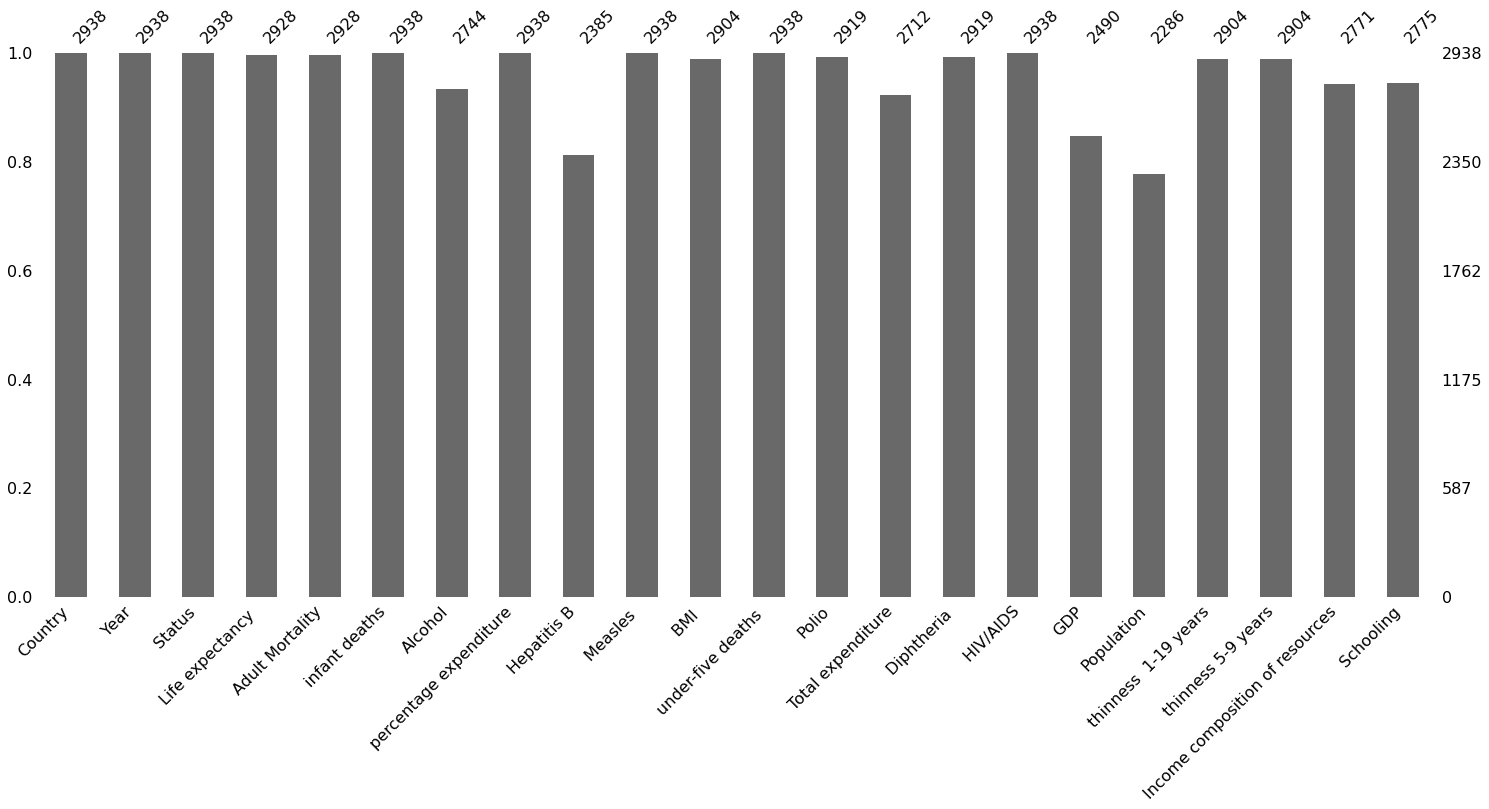 2938
2938
2938
2928
2928
2938
2744
2938
2385
2938
2904
2938
2919
2712
2919
2938
2490
2286
2904
2904
2771
2775
1.0
2938
0.8
2350
0.6
1762
0.4
1175
0.2
587
0.0
0
Country
Year
Status
Life expectancy
Adult Mortality
infant deaths
Alcohol
percentage expenditure
Hepatitis B
Measles
BMI
under-five deaths
Polio
Total expenditure
Diphtheria
HIV/AIDS
GDP
Population
thinness  1-19 years
thinness 5-9 years
Income composition of resources
Schooling